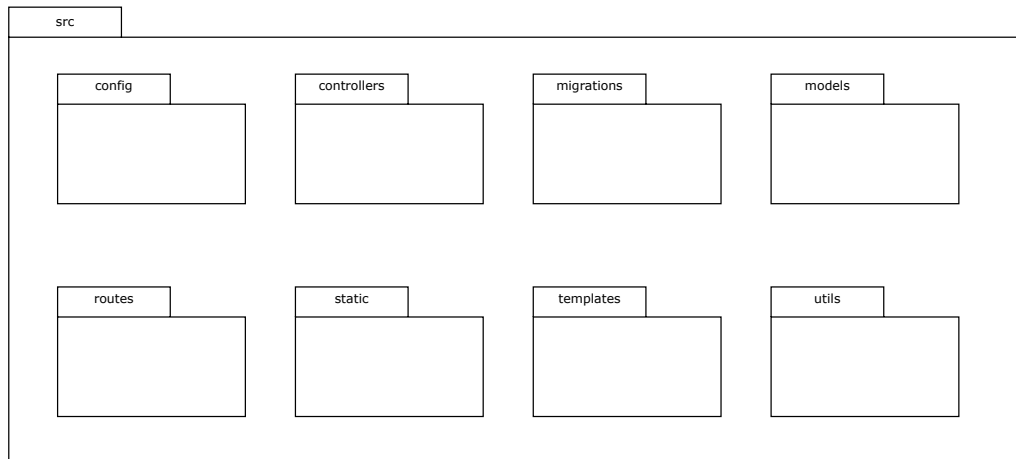 src
config
controllers
migrations
models
routes
static
templates
utils